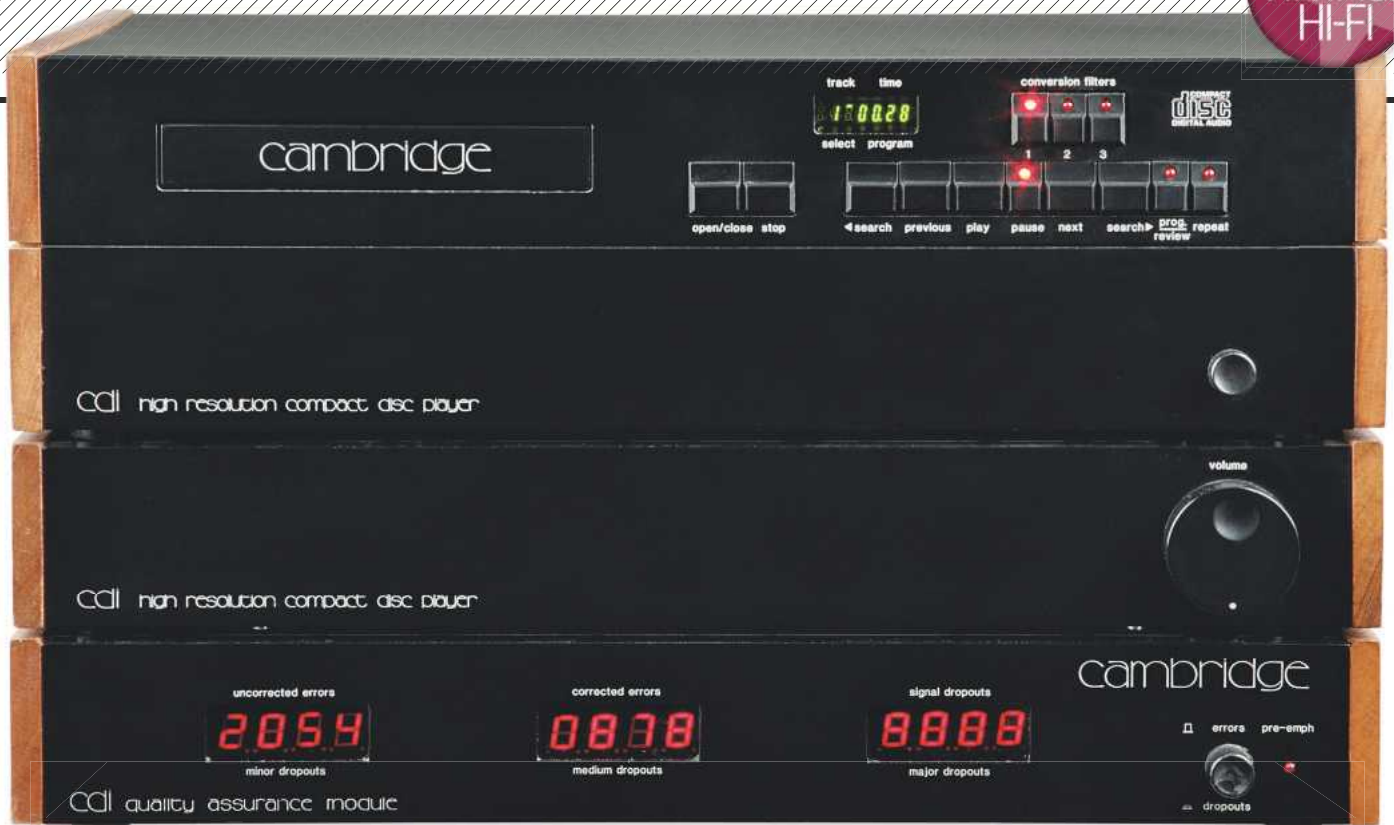 HI-FI
track time
1 00.28
select program
conversion filters
1 2 3
COMPACT
disc
DIGITAL AUDIO
cambridge
open/close stop
◀search previous play pause next search▶ prog. review repeat
cd1 high resolution compact disc player
volume
cd1 high resolution compact disc player
cambridge
uncorrected errors
2054
minor dropouts
corrected errors
0878
medium dropouts
signal dropouts
8888
major dropouts
errors pre-emph
dropouts
cd1 quality assurance module